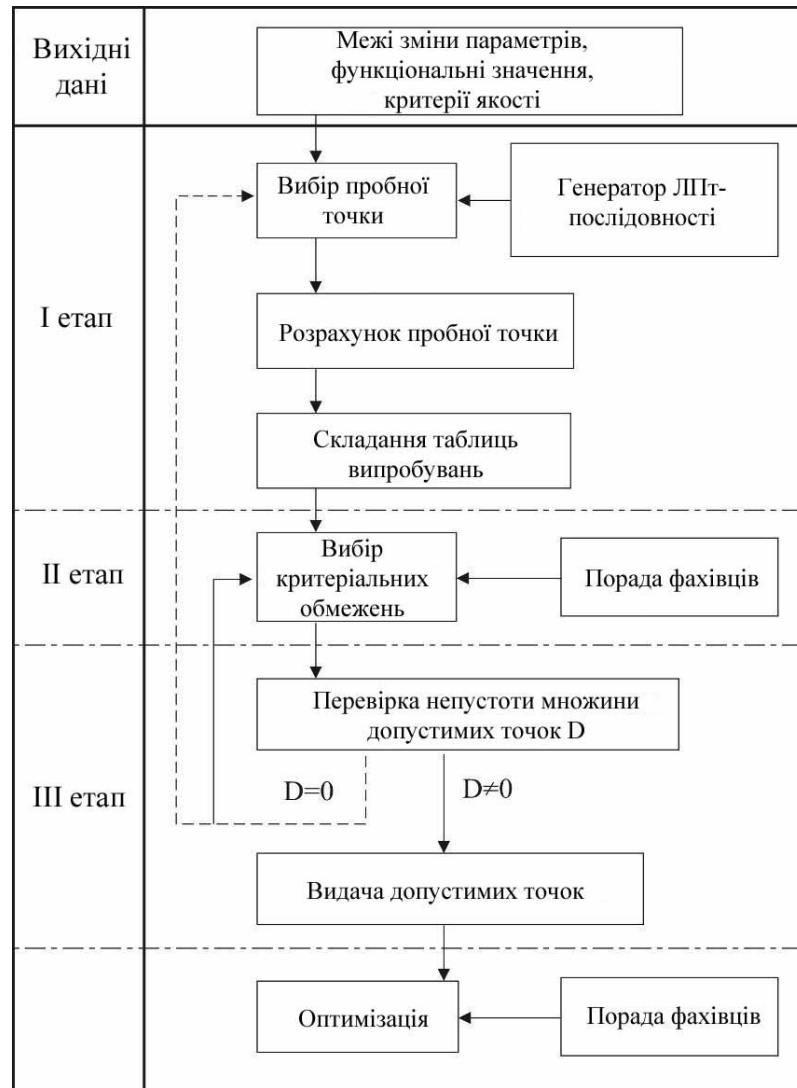 Вихідні
дані
Межі зміни параметрів,
функціональні значення,
критерії якості
I етап
Вибір пробної
точки
Генератор ЛПτ-
послідовності
Розрахунок пробної точки
Складання таблиць
випробувань
II етап
Вибір
критеріальних
обмежень
Порада фахівців
III етап
Перевірка непустоти множини
допустимих точок D
D=0
D≠0
Видача допустимих точок
Оптимізація
Порада фахівців